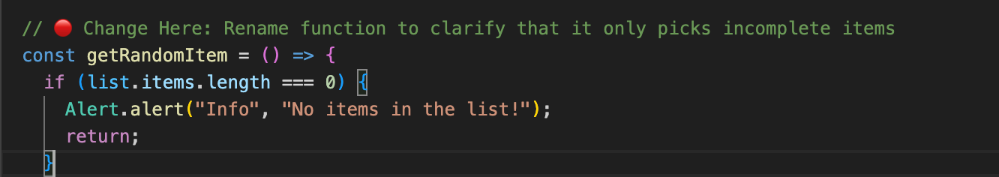 // 🔴 Change Here: Rename function to clarify that it only picks incomplete items
const getRandomItem = () => {
if (list.items.length === 0) {
Alert.alert("Info", "No items in the list!");
return;
}